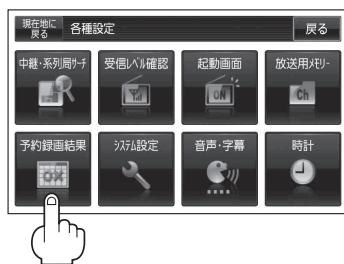 現在地に
戻る
各種設定
戻る
中継･系列局ｻｰﾁ
受信ﾚﾍﾞﾙ確認
起動画面
放送用ﾒﾓﾘｰ
ON
Ch
予約録画結果
ｼｽﾃﾑ設定
音声･字幕
時計
OX